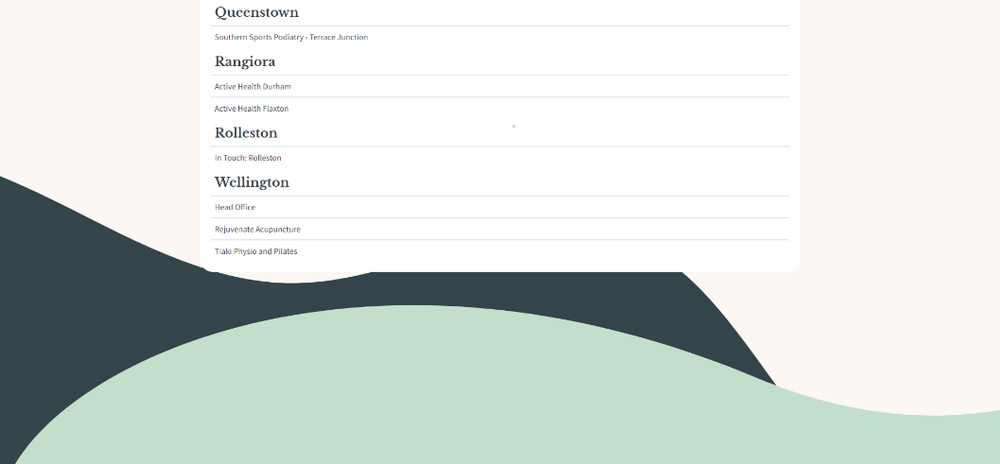 Queenstown
Southern Sports Podiatry - Terrace Junction
Rangiora
Active Health Durham
Active Health Flaxton
Rolleston
In Touch: Rolleston
Wellington
Head Office
Rejuvenate Acupuncture
Tiaki Physio and Pilates